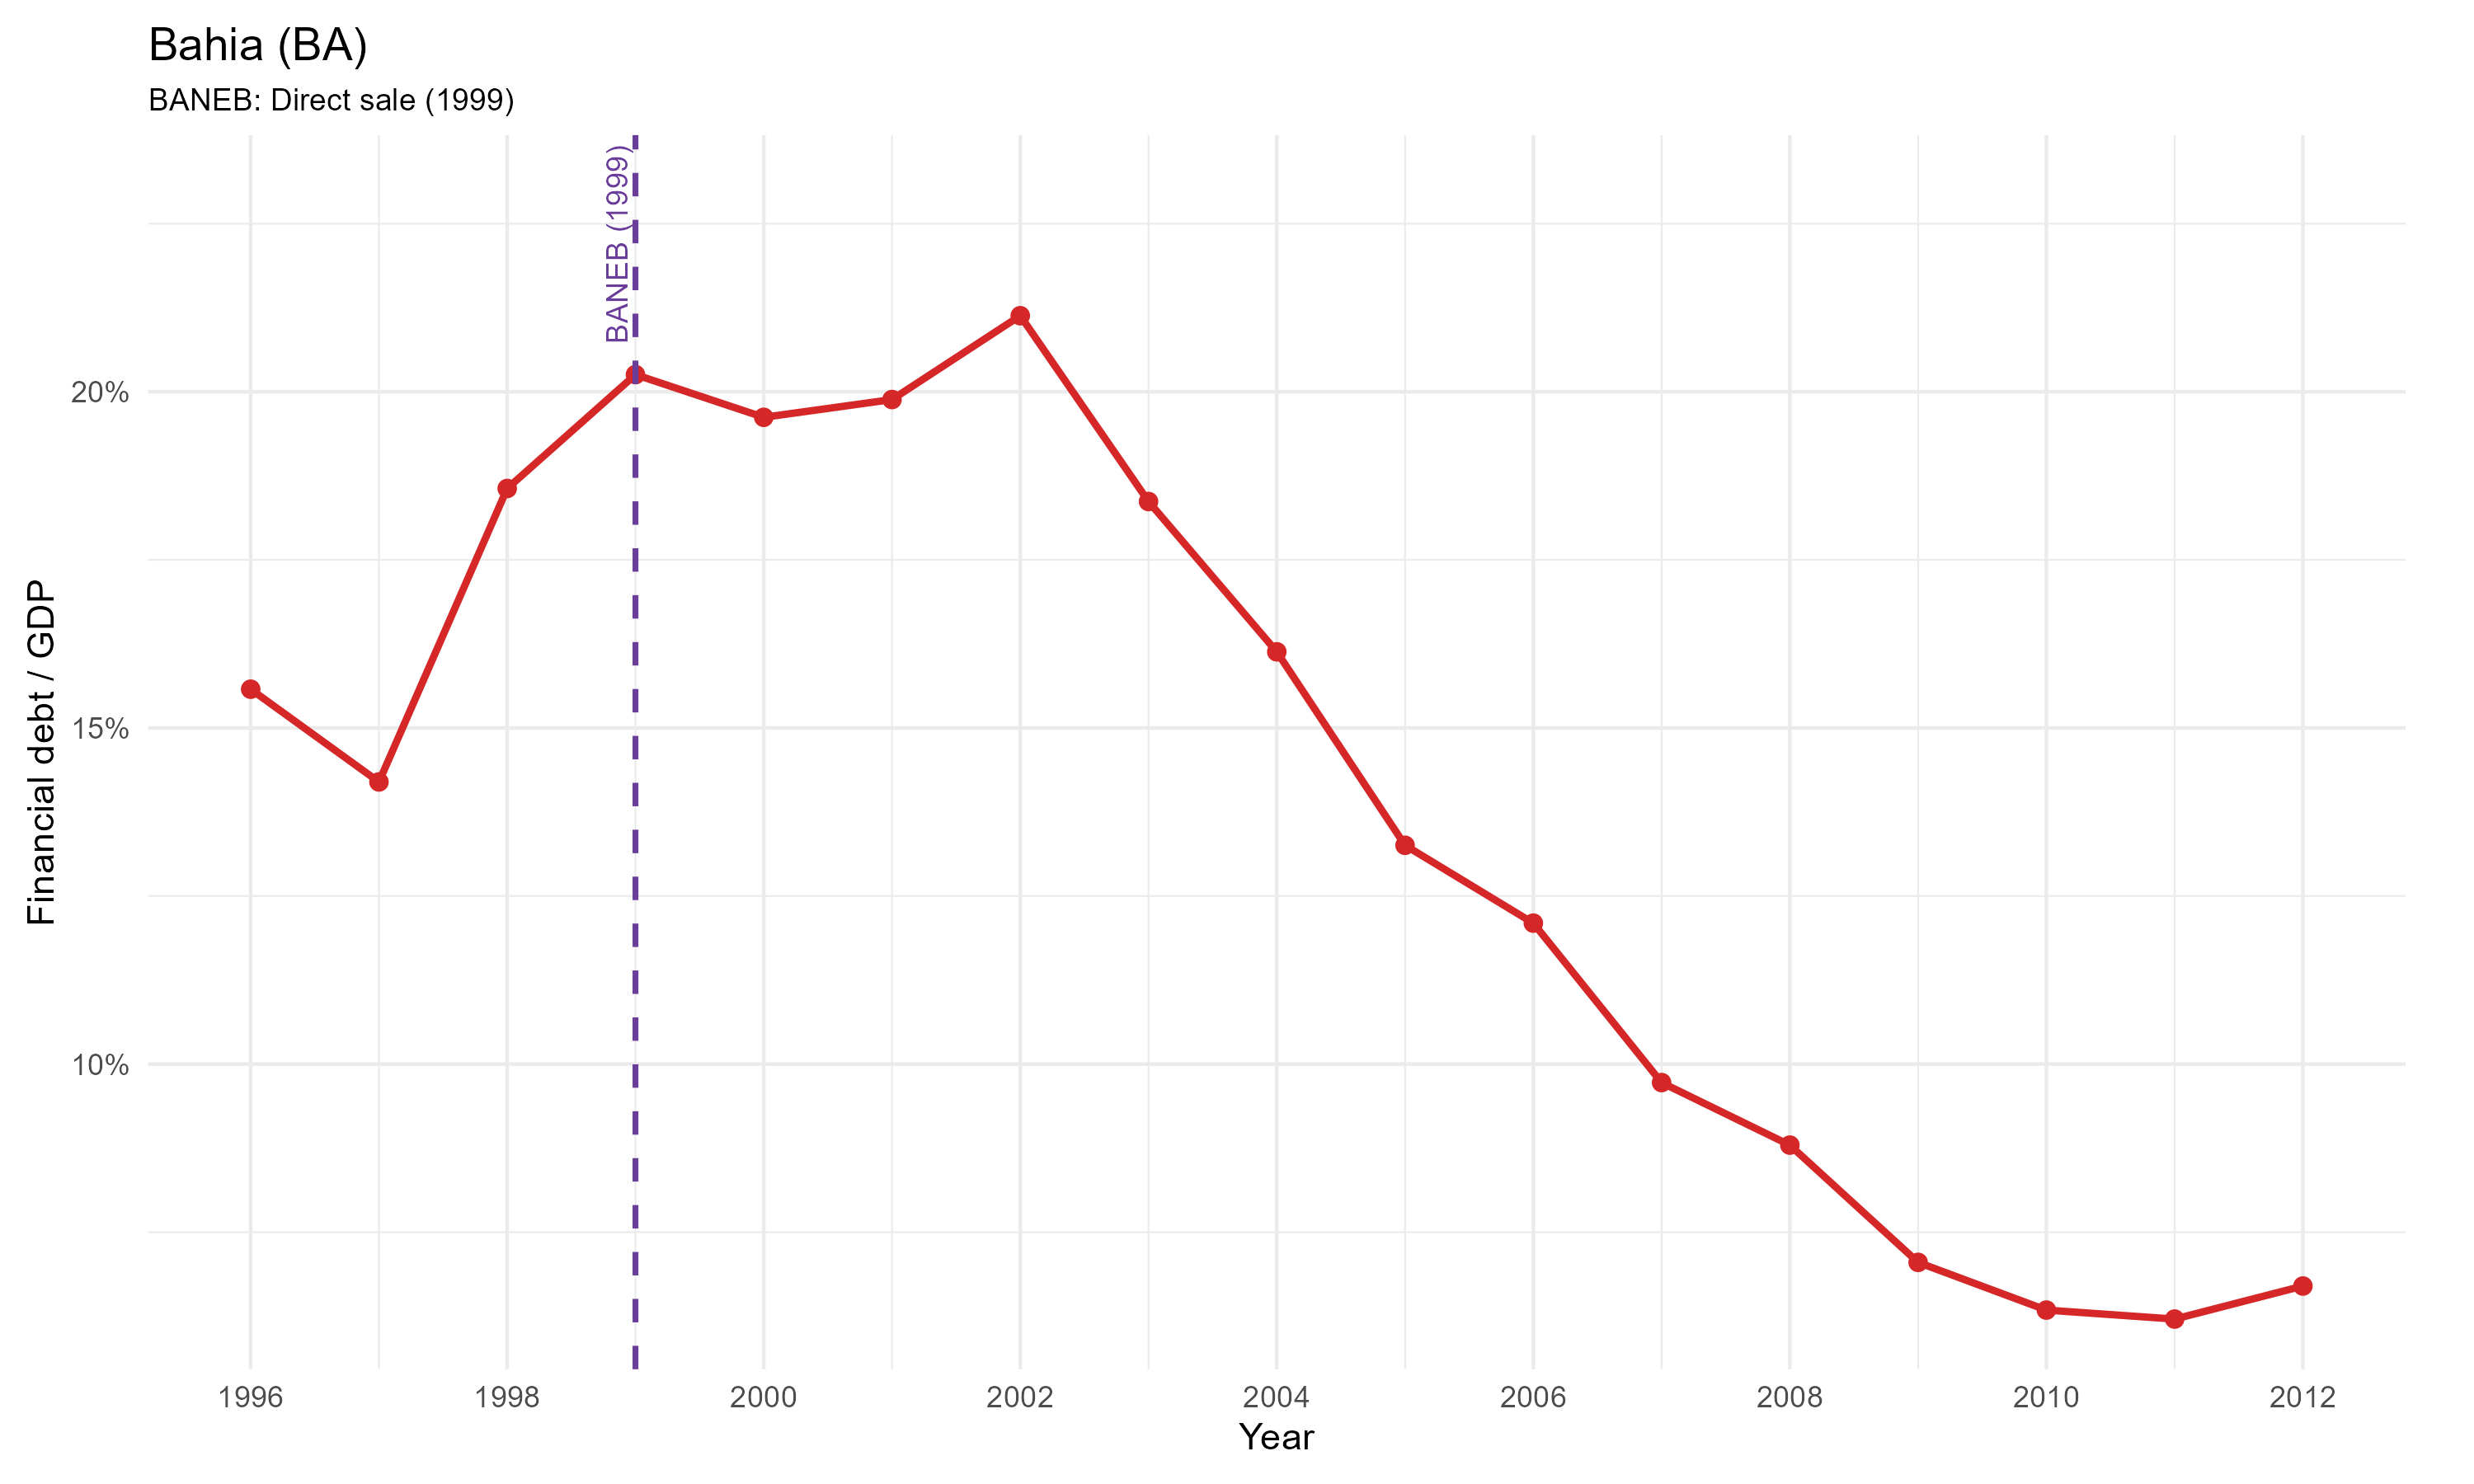 Bahia (BA)
BANEB: Direct sale (1999)
BANEB (1999)
Financial debt / GDP
20%
15%
10%
1996 1998 2000 2002 2004 2006 2008 2010 2012
Year